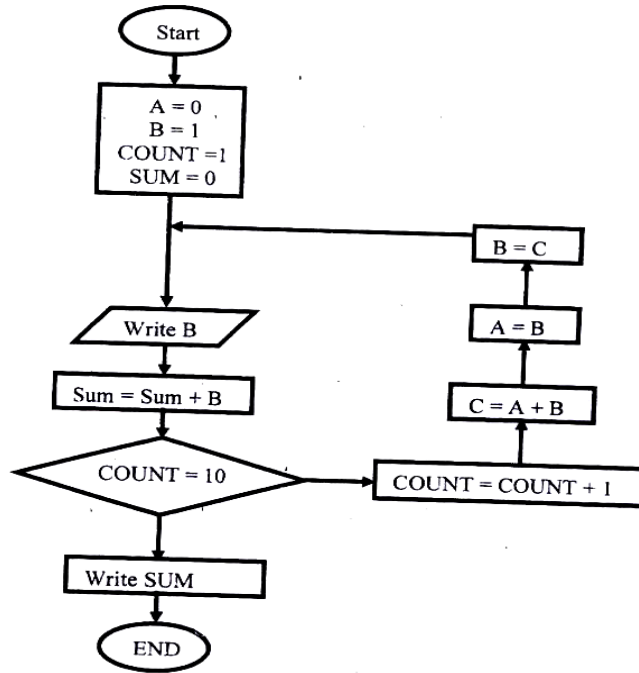 Start
A = 0
B = 1
COUNT =1
SUM = 0
B = C
Write B
A = B
Sum = Sum + B
C = A + B
COUNT = 10
COUNT = COUNT + 1
Write SUM
END